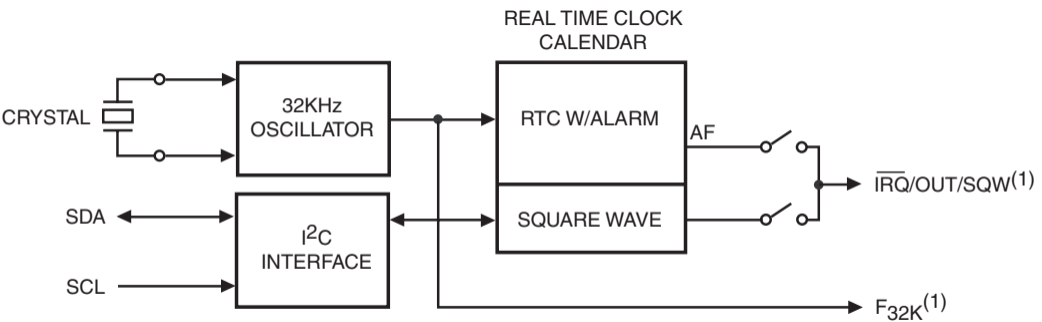 REAL TIME CLOCK
CALENDAR
CRYSTAL
32KHz
OSCILLATOR
RTC W/ALARM
AF
I̅R̅Q̅/OUT/SQW(1)
SDA
I2C
INTERFACE
SQUARE WAVE
SCL
F32K(1)